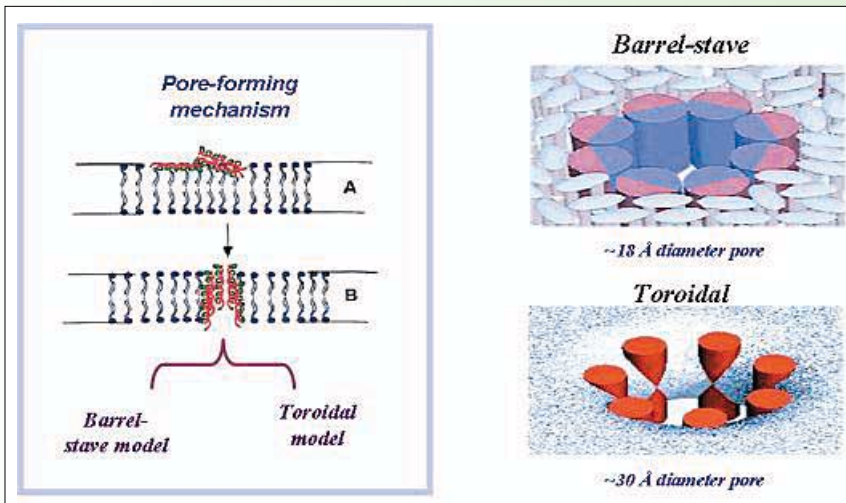 Pore-forming
mechanism
A
B
Barrel-
stave model
Toroidal
model
Barrel-stave
~18 Å diameter pore
Toroidal
~30 Å diameter pore